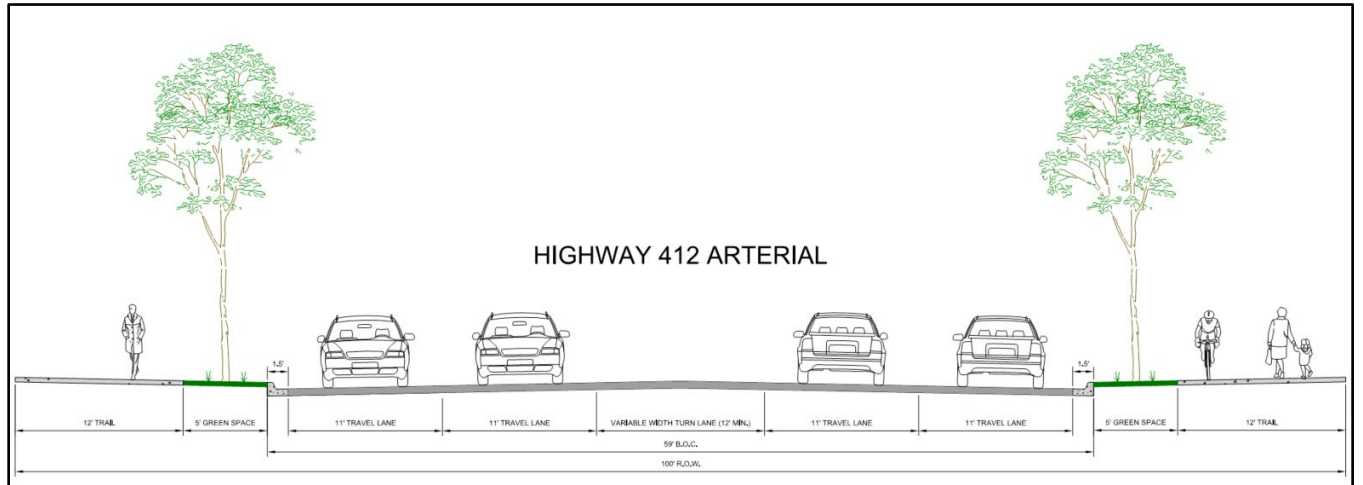 HIGHWAY 412 ARTERIAL
1.5'
1.5'
12' TRAIL
5' GREEN SPACE
11' TRAVEL LANE
11' TRAVEL LANE
VARIABLE WIDTH TURN LANE (12' MIN.)
11' TRAVEL LANE
11' TRAVEL LANE
5' GREEN SPACE
12' TRAIL
59' B.O.C.
100' R.O.W.